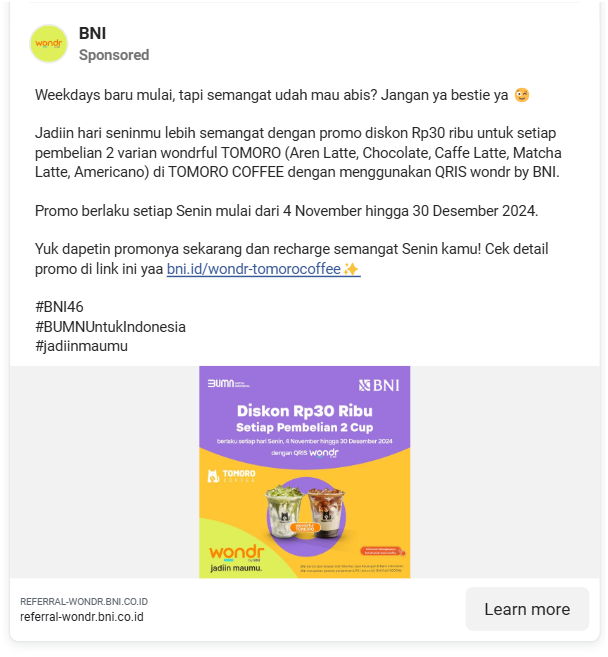 wondr
BNI
Sponsored
Weekdays baru mulai, tapi semangat udah mau abis? Jangan ya bestie ya 😉
Jadiin hari seninmu lebih semangat dengan promo diskon Rp30 ribu untuk setiap
pembelian 2 varian wondrful TOMORO (Aren Latte, Chocolate, Caffe Latte, Matcha
Latte, Americano) di TOMORO COFFEE dengan menggunakan QRIS wondr by BNI.
Promo berlaku setiap Senin mulai dari 4 November hingga 30 Desember 2024.
Yuk dapetin promonya sekarang dan recharge semangat Senin kamu! Cek detail
promo di link ini yaa bni.id/wondr-tomorocoffee✨
#BNI46
#BUMNUntukIndonesia
#jadiinmaumu
BUMN
BNI
Diskon Rp30 Ribu
Setiap Pembelian 2 Cup
berlaku setiap hari Senin, 4 November hingga 30 Desember 2024
dengan QRIS wondr
TOMORO
COFFEE
wondr
jadiin maumu.
REFERRAL-WONDR.BNI.CO.ID
referral-wondr.bni.co.id
Learn more